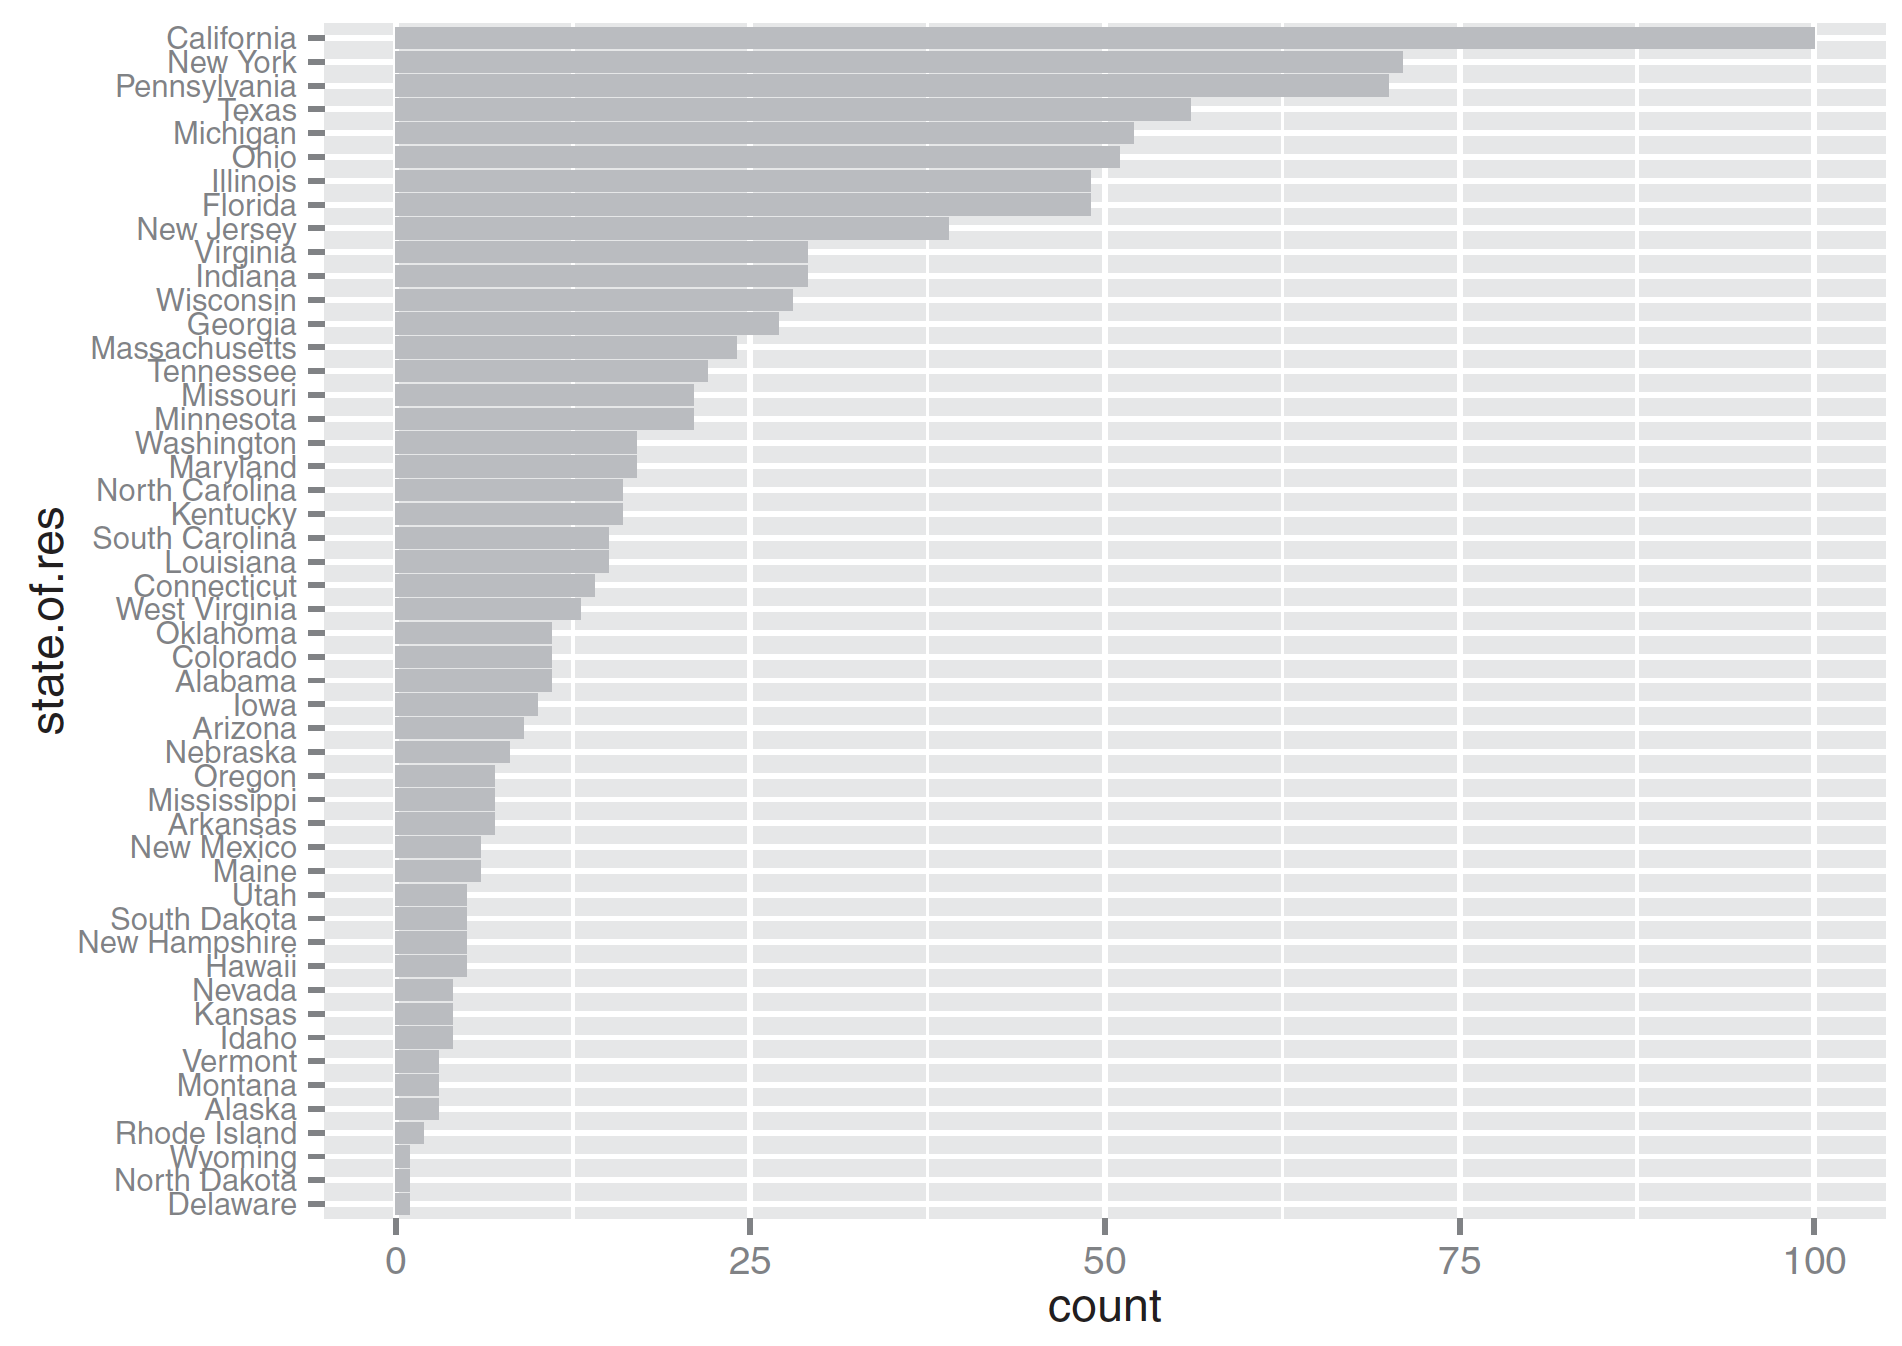 California
New York
Pennsylvania
Texas
Michigan
Ohio
Illinois
Florida
New Jersey
Virginia
Indiana
Wisconsin
Georgia
Massachusetts
Tennessee
Missouri
Minnesota
Washington
Maryland
North Carolina
Kentucky
South Carolina
Louisiana
Connecticut
West Virginia
Oklahoma
Colorado
Alabama
Iowa
Arizona
Nebraska
Oregon
Mississippi
Arkansas
New Mexico
Maine
Utah
South Dakota
New Hampshire
Hawaii
Nevada
Kansas
Idaho
Vermont
Montana
Alaska
Rhode Island
Wyoming
North Dakota
Delaware
state.of.res
0 25 50 75 100
count